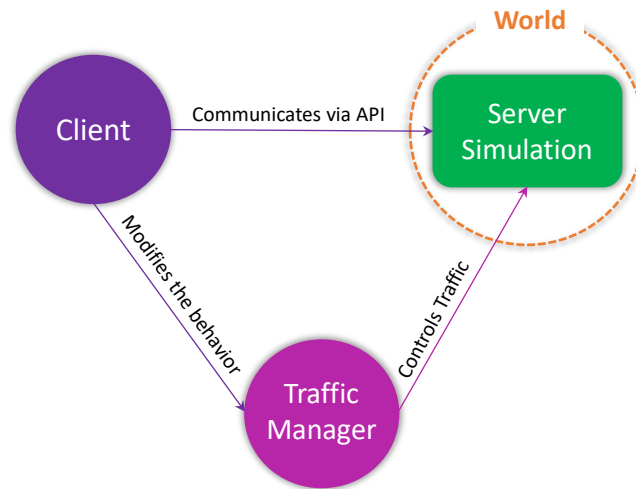 World
Client
Communicates via API
Server
Simulation
Modifies the behavior
Controls Traffic
Traffic
Manager